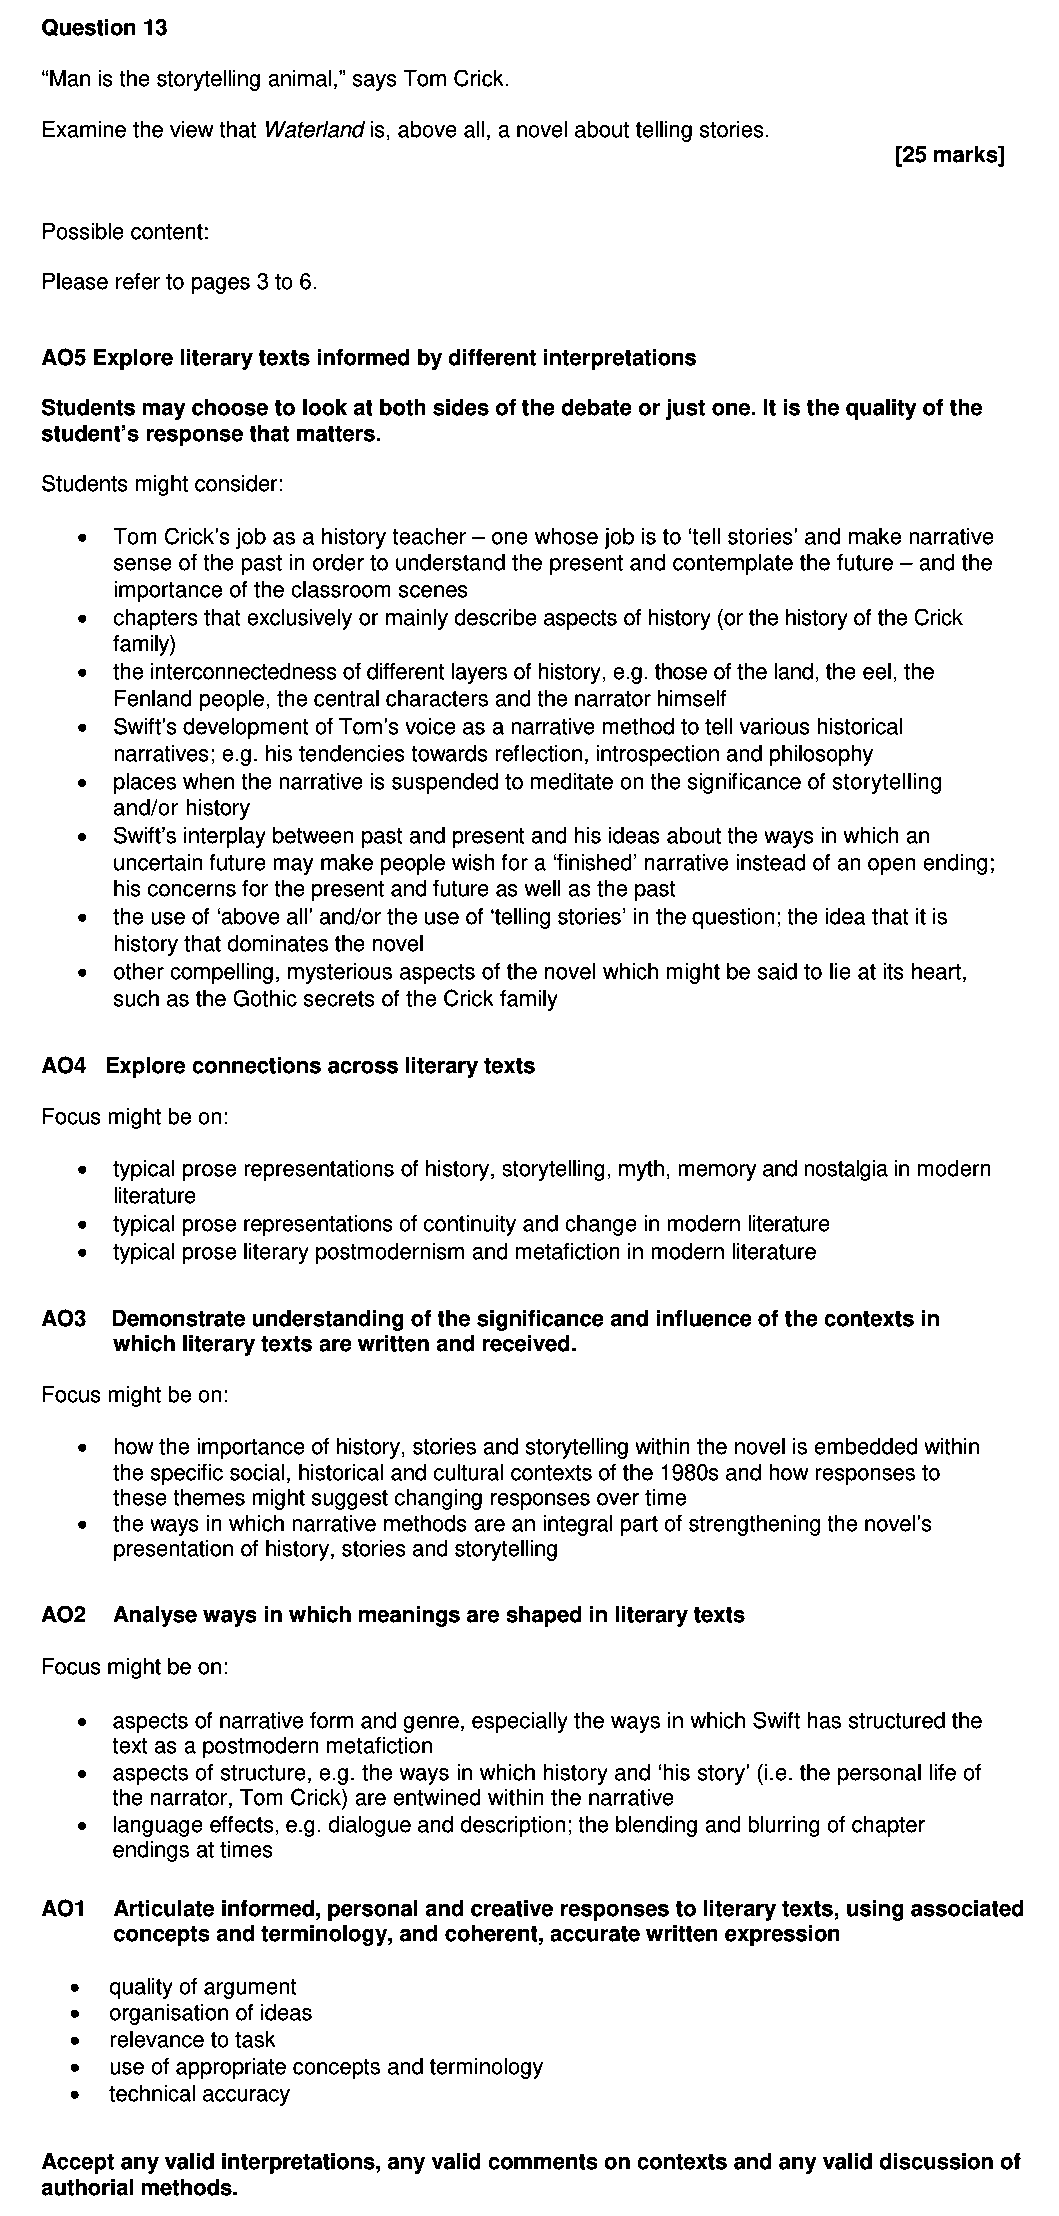 Question 13
“Man is the storytelling animal,” says Tom Crick.
Examine the view that Waterland is, above all, a novel about telling stories.
[25 marks]
Possible content:
Please refer to pages 3 to 6.
AO5 Explore literary texts informed by different interpretations
Students may choose to look at both sides of the debate or just one. It is the quality of the
student’s response that matters.
Students might consider:
• Tom Crick’s job as a history teacher – one whose job is to ‘tell stories’ and make narrative
sense of the past in order to understand the present and contemplate the future – and the
importance of the classroom scenes
• chapters that exclusively or mainly describe aspects of history (or the history of the Crick
family)
• the interconnectedness of different layers of history, e.g. those of the land, the eel, the
Fenland people, the central characters and the narrator himself
• Swift’s development of Tom’s voice as a narrative method to tell various historical
narratives; e.g. his tendencies towards reflection, introspection and philosophy
• places when the narrative is suspended to meditate on the significance of storytelling
and/or history
• Swift’s interplay between past and present and his ideas about the ways in which an
uncertain future may make people wish for a ‘finished’ narrative instead of an open ending;
his concerns for the present and future as well as the past
• the use of ‘above all’ and/or the use of ‘telling stories’ in the question; the idea that it is
history that dominates the novel
• other compelling, mysterious aspects of the novel which might be said to lie at its heart,
such as the Gothic secrets of the Crick family
AO4 Explore connections across literary texts
Focus might be on:
• typical prose representations of history, storytelling, myth, memory and nostalgia in modern
literature
• typical prose representations of continuity and change in modern literature
• typical prose literary postmodernism and metafiction in modern literature
AO3 Demonstrate understanding of the significance and influence of the contexts in
which literary texts are written and received.
Focus might be on:
• how the importance of history, stories and storytelling within the novel is embedded within
the specific social, historical and cultural contexts of the 1980s and how responses to
these themes might suggest changing responses over time
• the ways in which narrative methods are an integral part of strengthening the novel’s
presentation of history, stories and storytelling
AO2 Analyse ways in which meanings are shaped in literary texts
Focus might be on:
• aspects of narrative form and genre, especially the ways in which Swift has structured the
text as a postmodern metafiction
• aspects of structure, e.g. the ways in which history and ‘his story’ (i.e. the personal life of
the narrator, Tom Crick) are entwined within the narrative
• language effects, e.g. dialogue and description; the blending and blurring of chapter
endings at times
AO1 Articulate informed, personal and creative responses to literary texts, using associated
concepts and terminology, and coherent, accurate written expression
• quality of argument
• organisation of ideas
• relevance to task
• use of appropriate concepts and terminology
• technical accuracy
Accept any valid interpretations, any valid comments on contexts and any valid discussion of
authorial methods.